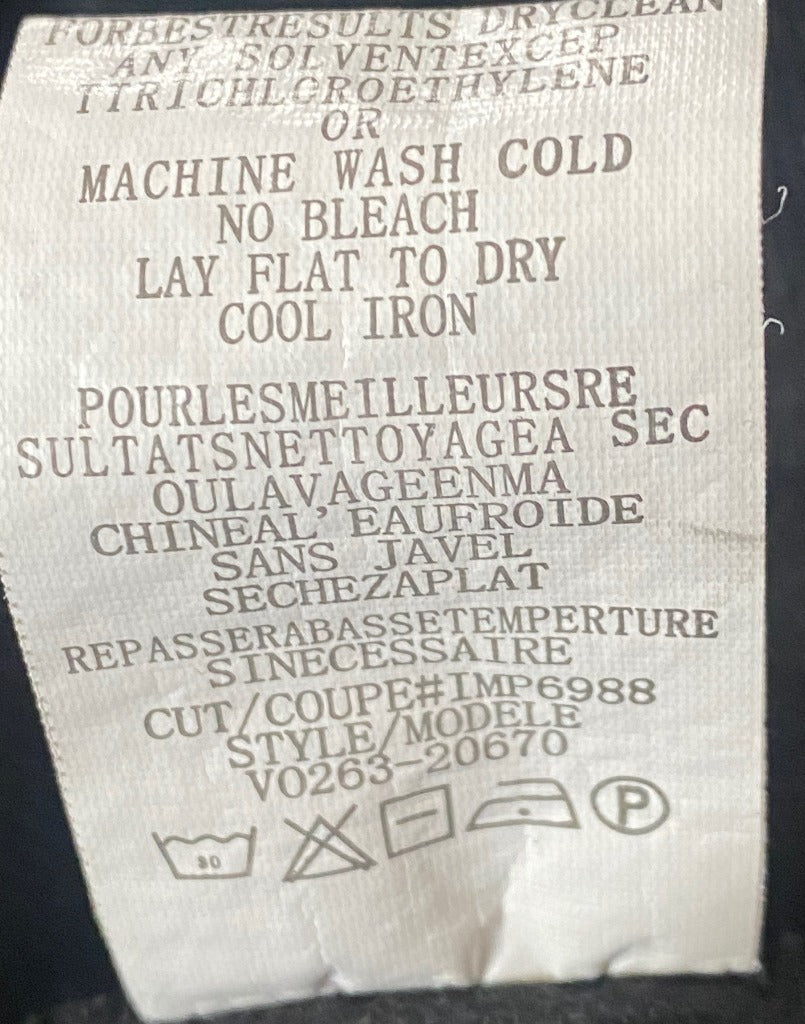 FORBESTRESULTS DRYCLEAN
ANY SOLVENTEXCEP
TTRICHLOROETHYLENE
OR
MACHINE WASH COLD
NO BLEACH
LAY FLAT TO DRY
COOL IRON
POURLESMEILLEURSRE
SULTATSNETTOYAGEA SEC
OULAVAGEENMA
CHINEAL'EAUFROIDE
SANS JAVEL
SECHEZAPLAT
REPASSERABASSETEMPERTURE
SINECESSAIRE
CUT/COUPE#IMP6988
STYLE/MODELE
V0263-20670
30 P